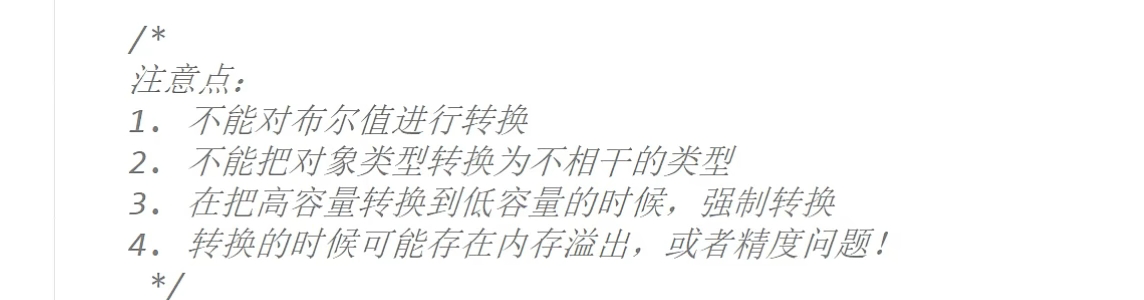 /*
注意点：
1. 不能对布尔值进行转换
2. 不能把对象类型转换为不相干的类型
3. 在把高容量转换到低容量的时候，强制转换
4. 转换的时候可能存在内存溢出，或者精度问题！
*/